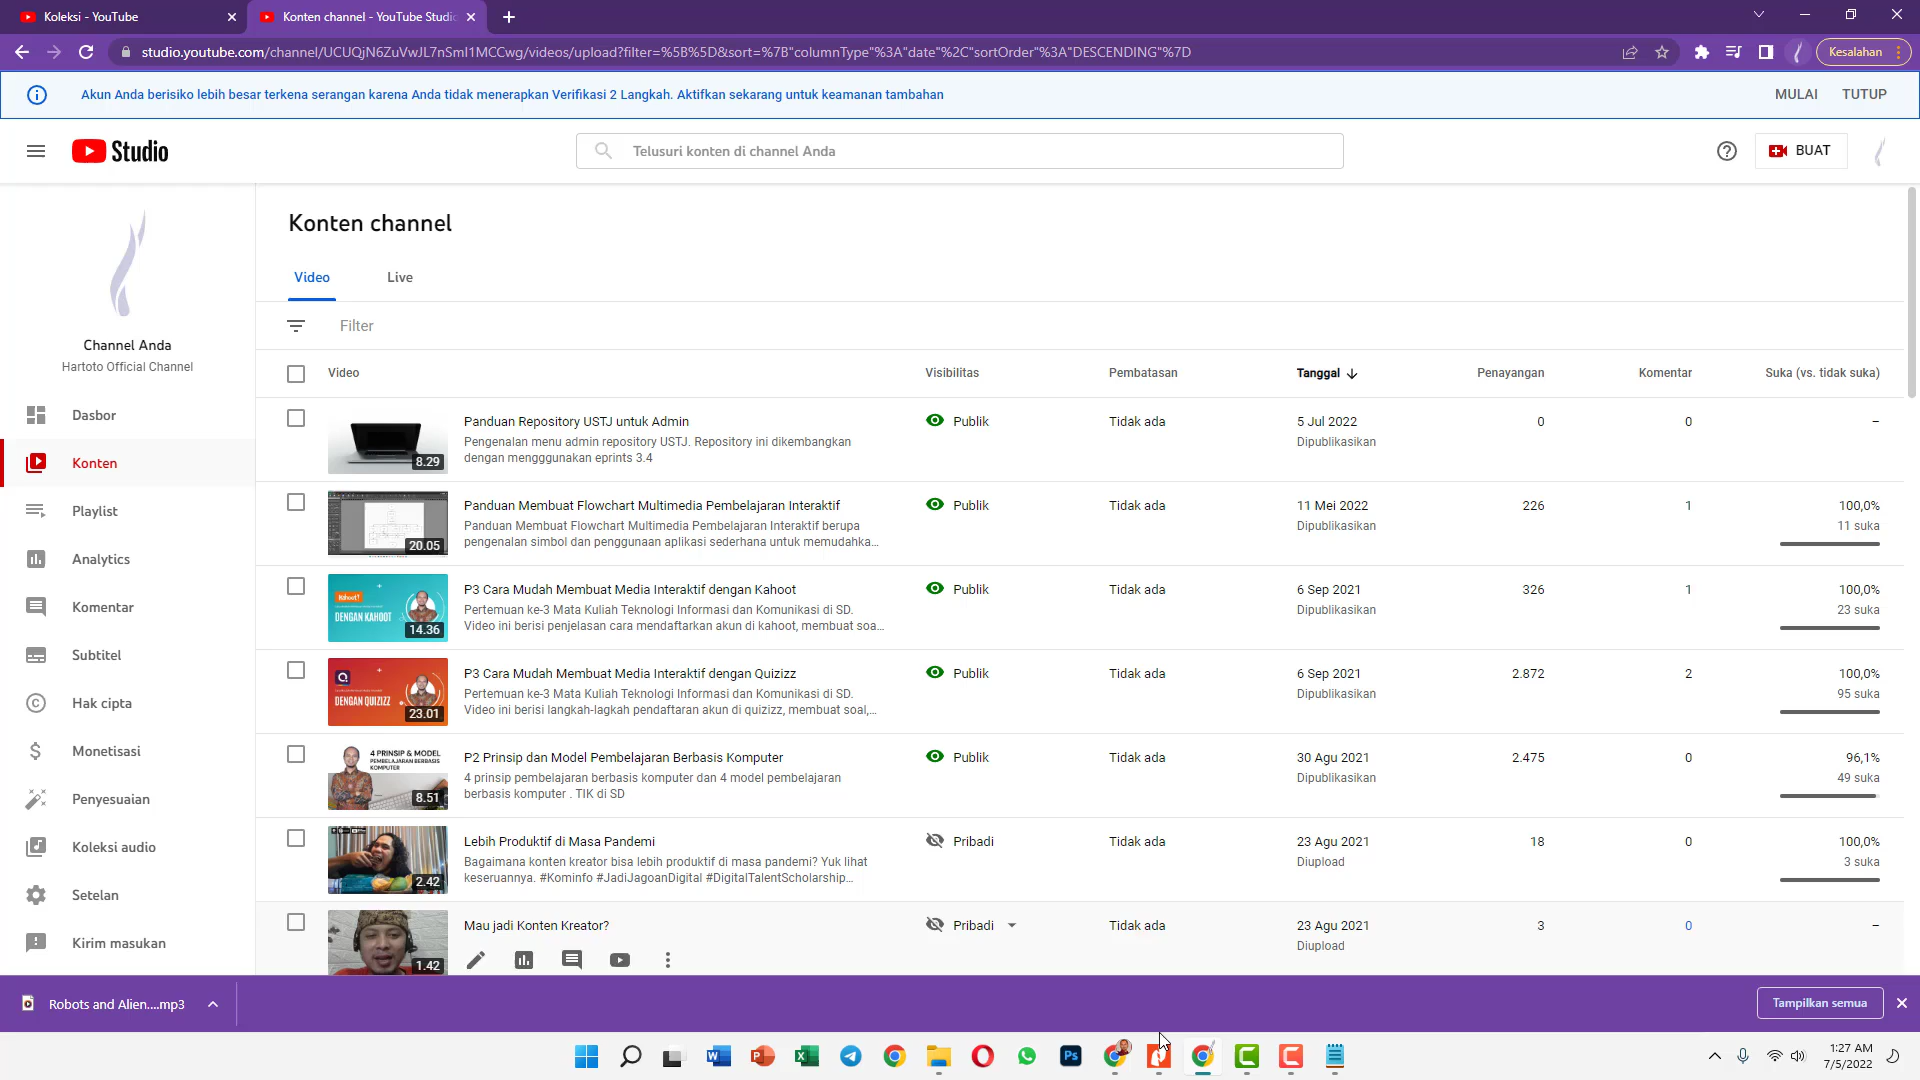 Koleksi - YouTube
Konten channel - YouTube Studio
studio.youtube.com/channel/UCUQjN6ZuVwJL7nSmI1MCCwg/videos/upload?filter=%5B%5D&sort=%7B"columnType"%3A"date"%2C"sortOrder"%3A"DESCENDING"%7D
Kesalahan
Akun Anda berisiko lebih besar terkena serangan karena Anda tidak menerapkan Verifikasi 2 Langkah. Aktifkan sekarang untuk keamanan tambahan
MULAI
TUTUP
Studio
Telusuri konten di channel Anda
BUAT
Konten channel
Video
Live
Filter
Channel Anda
Hartoto Official Channel
Dasbor
Konten
Playlist
Analytics
Komentar
Subtitel
Hak cipta
Monetisasi
Penyesuaian
Koleksi audio
Setelan
Kirim masukan
Video
Visibilitas
Pembatasan
Tanggal
Penayangan
Komentar
Suka (vs. tidak suka)
8.29
Panduan Repository USTJ untuk Admin
Pengenalan menu admin repository USTJ. Repository ini dikembangkan
dengan mengggunakan eprints 3.4
Publik
Tidak ada
5 Jul 2022
Dipublikasikan
0
0
–
20.05
Panduan Membuat Flowchart Multimedia Pembelajaran Interaktif
Panduan Membuat Flowchart Multimedia Pembelajaran Interaktif berupa
pengenalan simbol dan penggunaan aplikasi sederhana untuk memudahka...
Publik
Tidak ada
11 Mei 2022
Dipublikasikan
226
1
100,0%
11 suka
Kahoot!
DENGAN KAHOOT
14.36
P3 Cara Mudah Membuat Media Interaktif dengan Kahoot
Pertemuan ke-3 Mata Kuliah Teknologi Informasi dan Komunikasi di SD.
Video ini berisi penjelasan cara mendaftarkan akun di kahoot, membuat soa...
Publik
Tidak ada
6 Sep 2021
Dipublikasikan
326
1
100,0%
23 suka
DENGAN QUIZIZZ
23.01
P3 Cara Mudah Membuat Media Interaktif dengan Quizizz
Pertemuan ke-3 Mata Kuliah Teknologi Informasi dan Komunikasi di SD.
Video ini berisi langkah-lagkah pendaftaran akun di quizizz, membuat soal,...
Publik
Tidak ada
6 Sep 2021
Dipublikasikan
2.872
2
100,0%
95 suka
4 PRINSIP & MODEL
PEMBELAJARAN BERBASIS
KOMPUTER
8.51
P2 Prinsip dan Model Pembelajaran Berbasis Komputer
4 prinsip pembelajaran berbasis komputer dan 4 model pembelajaran
berbasis komputer . TIK di SD
Publik
Tidak ada
30 Agu 2021
Dipublikasikan
2.475
0
96,1%
49 suka
2.42
Lebih Produktif di Masa Pandemi
Bagaimana konten kreator bisa lebih produktif di masa pandemi? Yuk lihat
keseruannya. #Kominfo #JadiJagoanDigital #DigitalTalentScholarship...
Pribadi
Tidak ada
23 Agu 2021
Diupload
18
0
100,0%
3 suka
1.42
Mau jadi Konten Kreator?
Pribadi
Tidak ada
23 Agu 2021
Diupload
3
0
–
Robots and Alien....mp3
Tampilkan semua
1:27 AM
7/5/2022